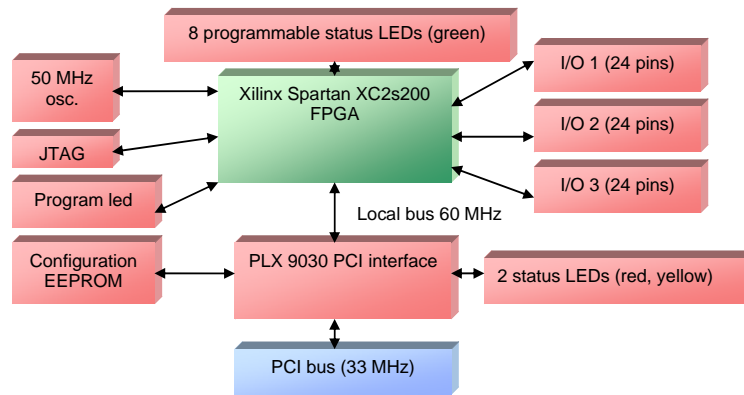 8 programmable status LEDs (green)
50 MHz
osc.
Xilinx Spartan XC2s200
FPGA
I/O 1 (24 pins)
I/O 2 (24 pins)
JTAG
I/O 3 (24 pins)
Program led
Local bus 60 MHz
Configuration
EEPROM
PLX 9030 PCI interface
2 status LEDs (red, yellow)
PCI bus (33 MHz)